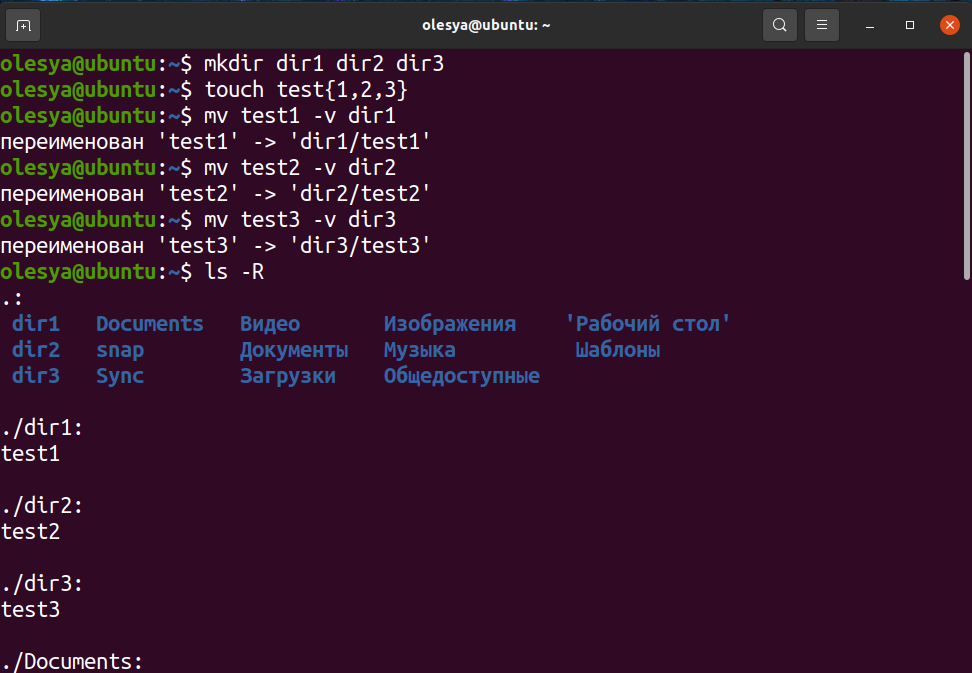 olesya@ubuntu: ~
olesya@ubuntu:~$ mkdir dir1 dir2 dir3
olesya@ubuntu:~$ touch test{1,2,3}
olesya@ubuntu:~$ mv test1 -v dir1
переименован 'test1' -> 'dir1/test1'
olesya@ubuntu:~$ mv test2 -v dir2
переименован 'test2' -> 'dir2/test2'
olesya@ubuntu:~$ mv test3 -v dir3
переименован 'test3' -> 'dir3/test3'
olesya@ubuntu:~$ ls -R
.:
dir1 Documents Видео Изображения 'Рабочий стол'
dir2 snap Документы Музыка Шаблоны
dir3 Sync Загрузки Общедоступные
./dir1:
test1
./dir2:
test2
./dir3:
test3
./Documents: